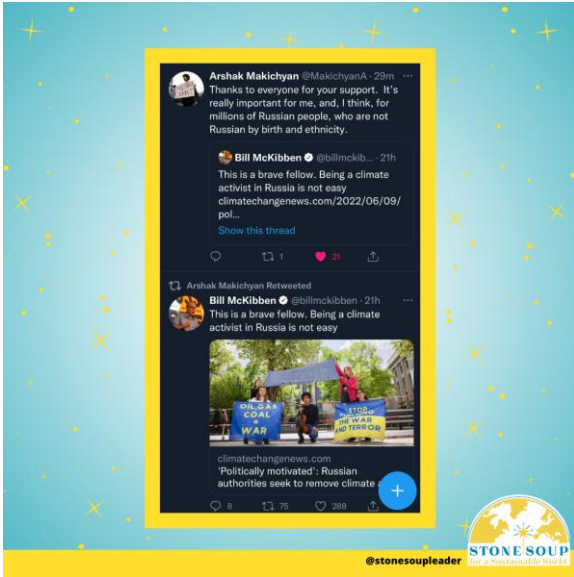 Arshak Makichyan @MakichyanA · 29m ···
Thanks to everyone for your support. It's
really important for me, and, I think, for
millions of Russian people, who are not
Russian by birth and ethnicity.
Bill McKibben @billmckib... · 21h
This is a brave fellow. Being a climate
activist in Russia is not easy
climatechangenews.com/2022/06/09/
pol...
Show this thread
1 21
Arshak Makichyan Retweeted
Bill McKibben @billmckibben · 21h ···
This is a brave fellow. Being a climate
activist in Russia is not easy
OIL, GAS
COAL
=
WAR
STOP
THE WAR
AND TERROR
climatechangenews.com
'Politically motivated': Russian
authorities seek to remove climate
8 75 288
@stonesoupleader
STONE SOUP
for a Sustainable World